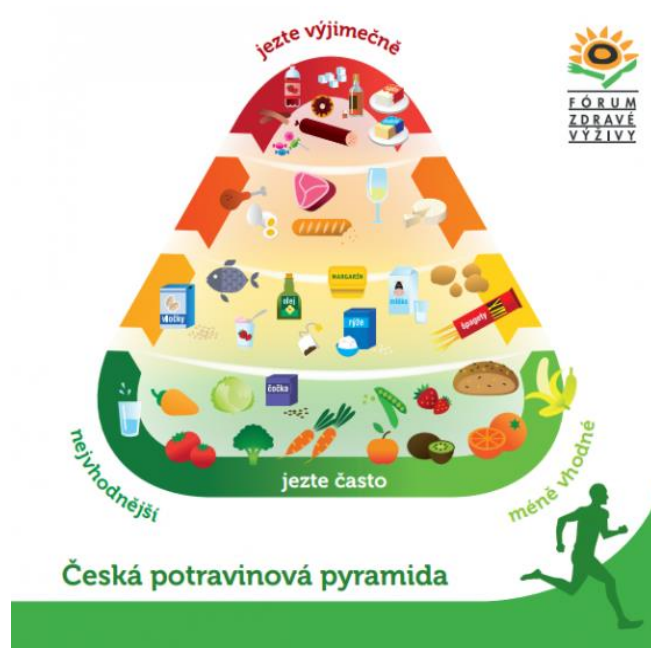 jezte výjimečně
FÓRUM
ZDRAVÉ
VÝŽIVY
MARGARÍN
olej
vločky
rýže
špagety
čočka
nejvhodnější
jezte často
méně vhodné
Česká potravinová pyramida